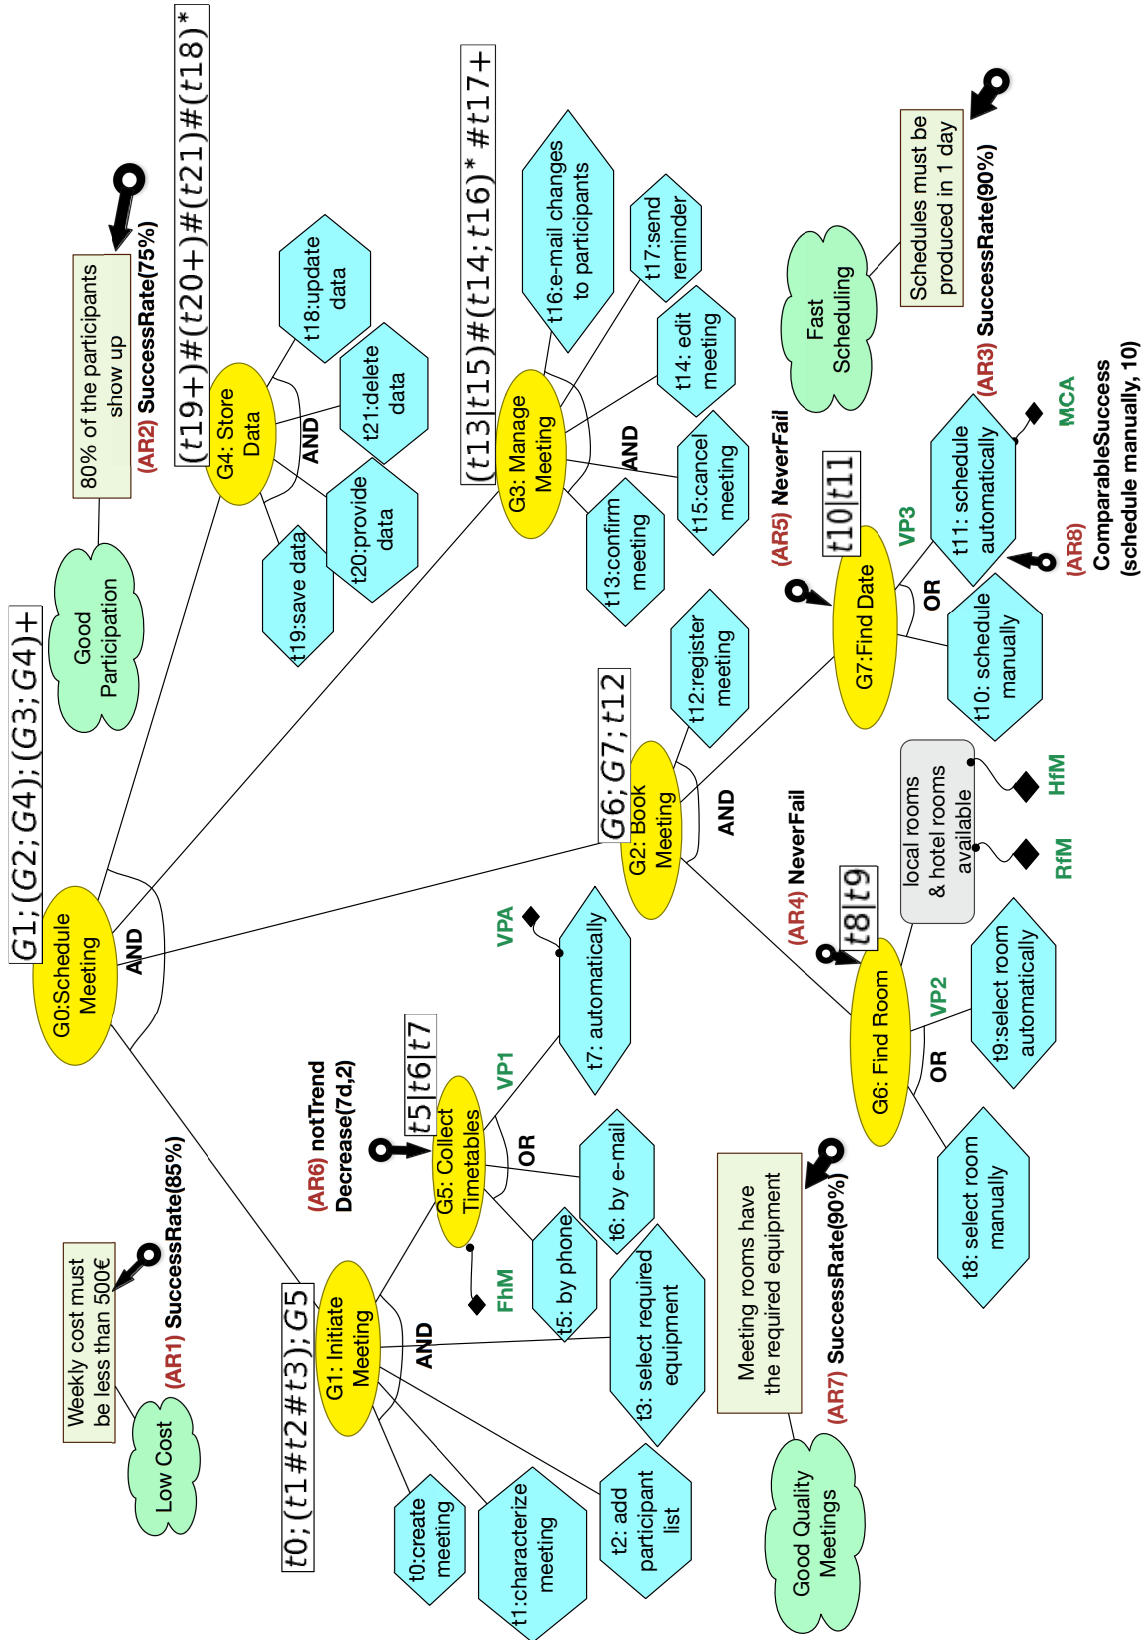 G1;(G2;G4);(G3;G4)+
G0:Schedule
Meeting
AND
Low Cost
Weekly cost must
be less than 500€
(AR1) SuccessRate(85%)
Good
Participation
80% of the participants
show up
(AR2) SuccessRate(75%)
(t19+)#(t20+)#(t21)#(t18)*
G4: Store
Data
AND
t19:save data
t20:provide
data
t21:delete
data
t18:update
data
t0;(t1#t2#t3);G5
G1: Initiate
Meeting
AND
t0:create
meeting
t1:characterize
meeting
t2: add
participant
list
t3: select required
equipment
(AR6) notTrend
Decrease(7d,2)
t5|t6|t7
G5: Collect
Timetables
FhM
OR
VP1
VPA
t5: by phone
t6: by e-mail
t7: automatically
(t13|t15)#(t14;t16)*#t17+
G3: Manage
Meeting
AND
t13:confirm
meeting
t15:cancel
meeting
t14: edit
meeting
t17:send
reminder
t16:e-mail changes
to participants
G6;G7;t12
G2: Book
Meeting
AND
t12:register
meeting
(AR4) NeverFail
t8|t9
G6: Find Room
OR
VP2
t8: select room
manually
t9:select room
automatically
local rooms
& hotel rooms
available
RfM
HfM
(AR5) NeverFail
t10|t11
G7:Find Date
OR
VP3
t10: schedule
manually
t11: schedule
automatically
MCA
(AR8)
ComparableSuccess
(schedule manually, 10)
Good Quality
Meetings
Meeting rooms have
the required equipment
(AR7) SuccessRate(90%)
Fast
Scheduling
Schedules must be
produced in 1 day
(AR3) SuccessRate(90%)